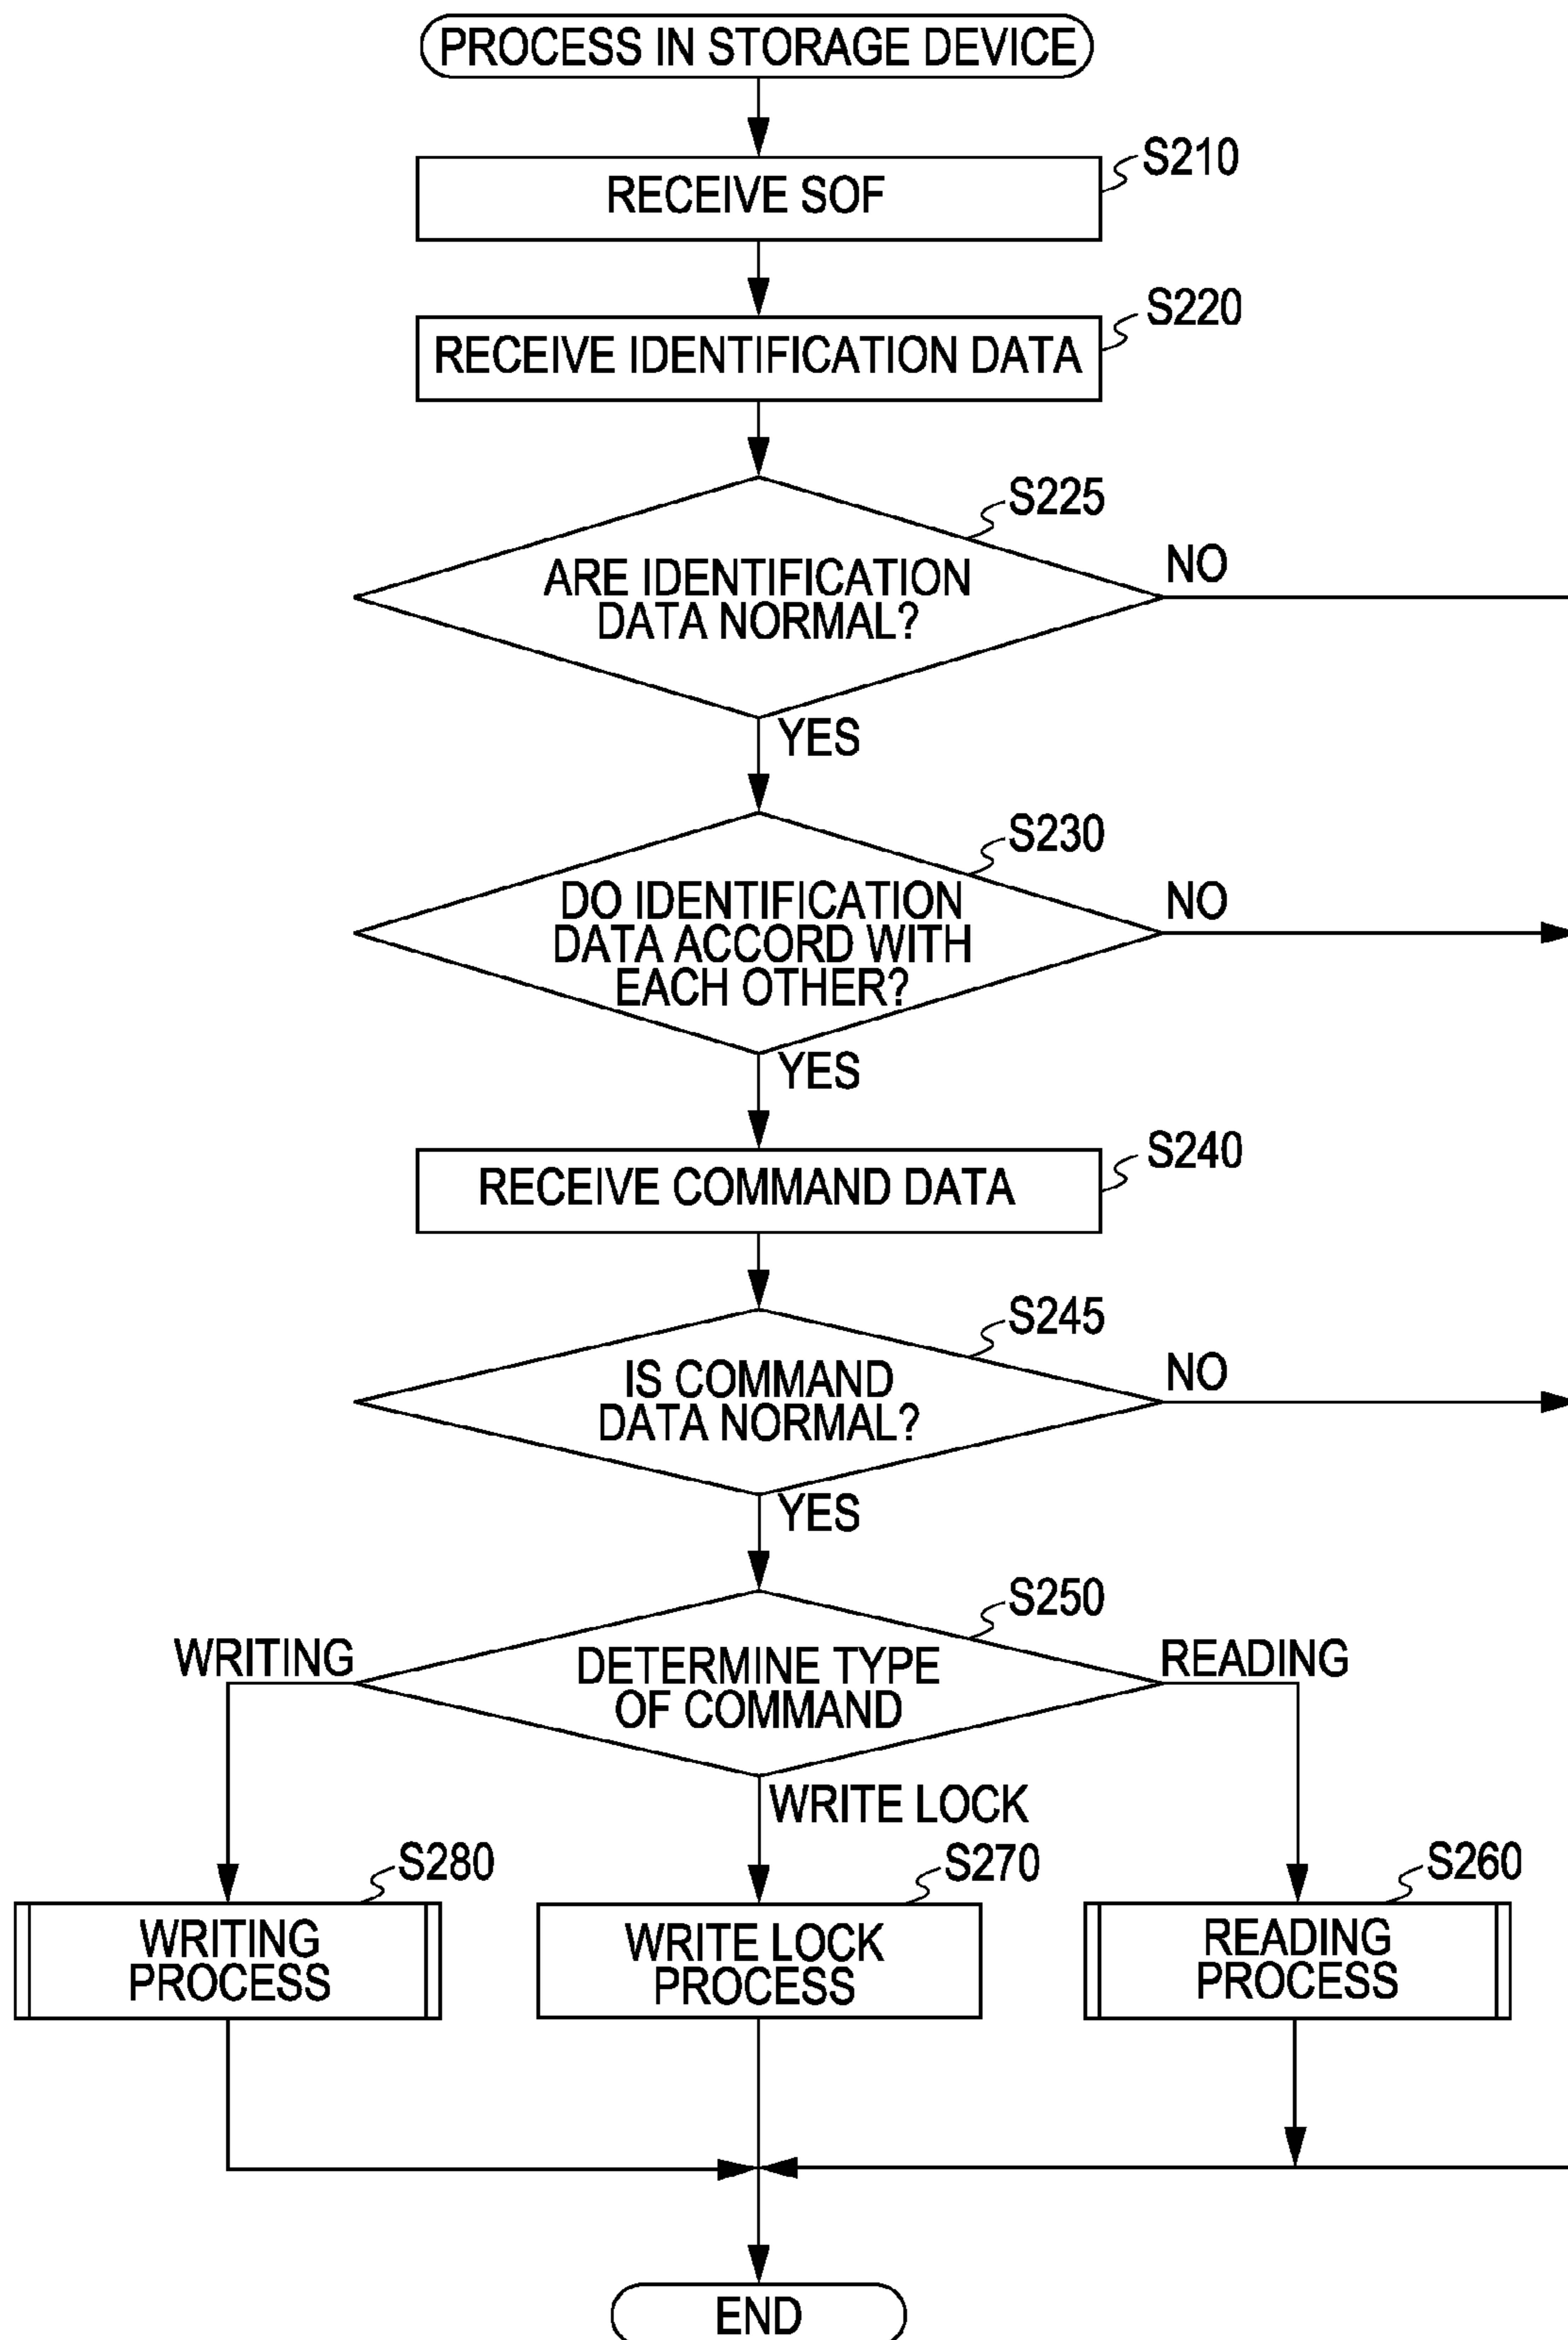 PROCESS IN STORAGE DEVICE
S210
RECEIVE SOF
S220
RECEIVE IDENTIFICATION DATA
S225
ARE IDENTIFICATION
DATA NORMAL?
NO
YES
S230
DO IDENTIFICATION
DATA ACCORD WITH
EACH OTHER?
NO
YES
S240
RECEIVE COMMAND DATA
S245
IS COMMAND
DATA NORMAL?
NO
YES
S250
DETERMINE TYPE
OF COMMAND
WRITING
READING
WRITE LOCK
S280
WRITING
PROCESS
S270
WRITE LOCK
PROCESS
S260
READING
PROCESS
END